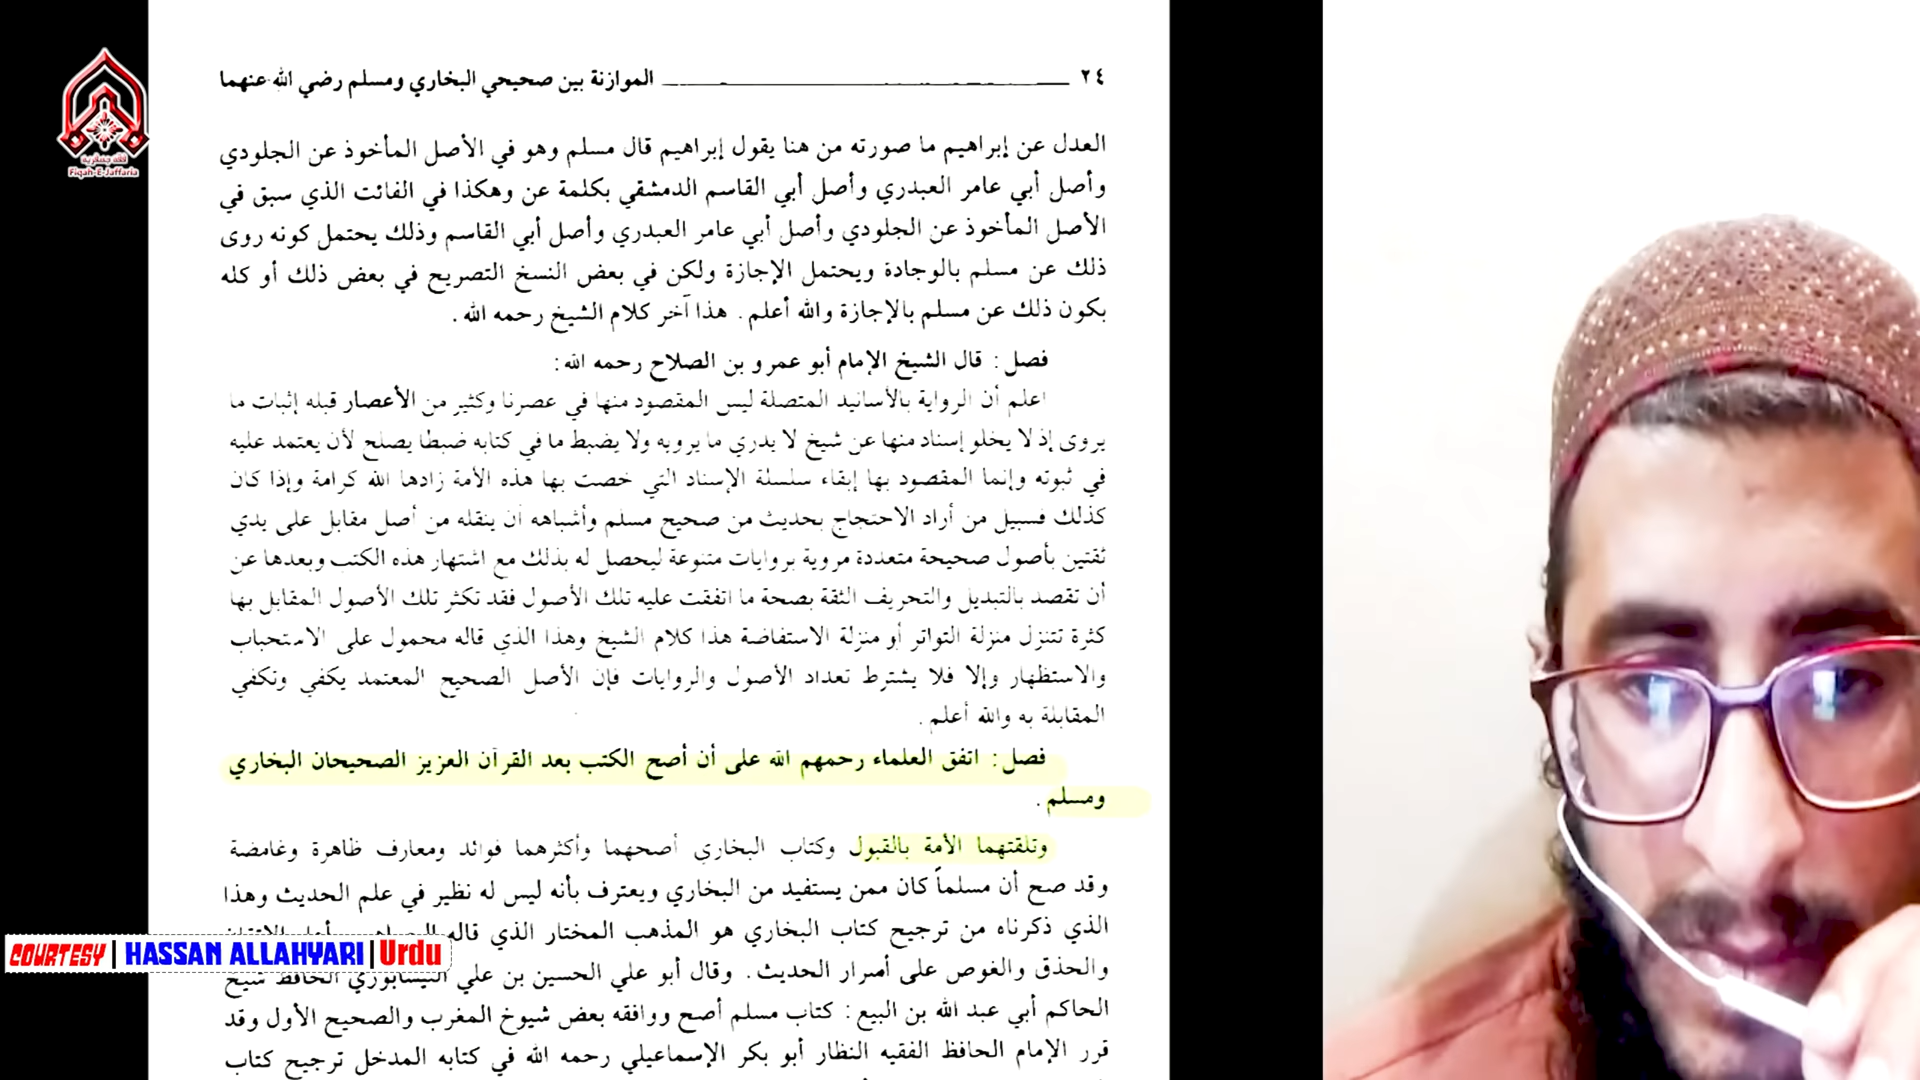 ٢٤ الموازنة بين صحيحي البخاري ومسلم رضي الله عنهما
العدل عن إبراهيم ما صورته من هنا يقول إبراهيم قال مسلم وهو في الأصل المأخوذ عن الجلودي
وأصل أبي عامر العبدري وأصل أبي القاسم الدمشقي بكلمة عن وهكذا في الفائت الذي سبق في
الأصل المأخوذ عن الجلودي وأصل أبي عامر العبدري وأصل أبي القاسم وذلك يحتمل كونه روى
ذلك عن مسلم بالوجادة ويحتمل الإجازة ولكن في بعض النسخ التصريح في بعض ذلك أو كله
بكون ذلك عن مسلم بالإجازة والله أعلم . هذا آخر كلام الشيخ رحمه الله .
فصل : قال الشيخ الإمام أبو عمرو بن الصلاح رحمه الله :
اعلم أن الرواية بالأسانيد المتصلة ليس المقصود منها في عصرنا وكثير من الأعصار قبله إثبات ما
يروى إذ لا يخلو إسناد منها عن شيخ لا يدري ما يرويه ولا يضبط ما في كتابه ضبطا يصلح لأن يعتمد عليه
في ثبوته وإنما المقصود بها إبقاء سلسلة الإسناد التي خصت بها هذه الأمة زادها الله كرامة وإذا كان
كذلك فسبيل من أراد الاحتجاج بحديث من صحيح مسلم وأشباهه أن ينقله من أصل مقابل على يدي
ثقتين بأصول صحيحة متعددة مروية بروايات متنوعة ليحصل له بذلك مع اشتهار هذه الكتب وبعدها عن
أن تقصد بالتبديل والتحريف الثقة بصحة ما اتفقت عليه تلك الأصول فقد تكثر تلك الأصول المقابل بها
كثرة تتنزل منزلة التواتر أو منزلة الاستفاضة هذا كلام الشيخ وهذا الذي قاله محمول على الاستحباب
والاستظهار وإلا فلا يشترط تعداد الأصول والروايات فإن الأصل الصحيح المعتمد يكفي وتكفي
المقابلة به والله أعلم .
فصل : اتفق العلماء رحمهم الله على أن أصح الكتب بعد القرآن العزيز الصحيحان البخاري
ومسلم .
وتلقتهما الأمة بالقبول وكتاب البخاري أصحهما وأكثرهما فوائد ومعارف ظاهرة وغامضة
وقد صح أن مسلماً كان ممن يستفيد من البخاري ويعترف بأنه ليس له نظير في علم الحديث وهذا
الذي ذكرناه من ترجيح كتاب البخاري هو المذهب المختار الذي قاله
والحذق والغوص على أسرار الحديث . وقال أبو علي الحسين بن علي النيسابوري الحافظ شيخ
الحاكم أبي عبد الله بن البيع : كتاب مسلم أصح ووافقه بعض شيوخ المغرب والصحيح الأول وقد
قرر الإمام الحافظ الفقيه النظار أبو بكر الإسماعيلي رحمه الله في كتابه المدخل ترجيح كتاب
فقه جعفریہ
Fiqah-E-Jaffaria
COURTESY | HASSAN ALLAHYARI | Urdu